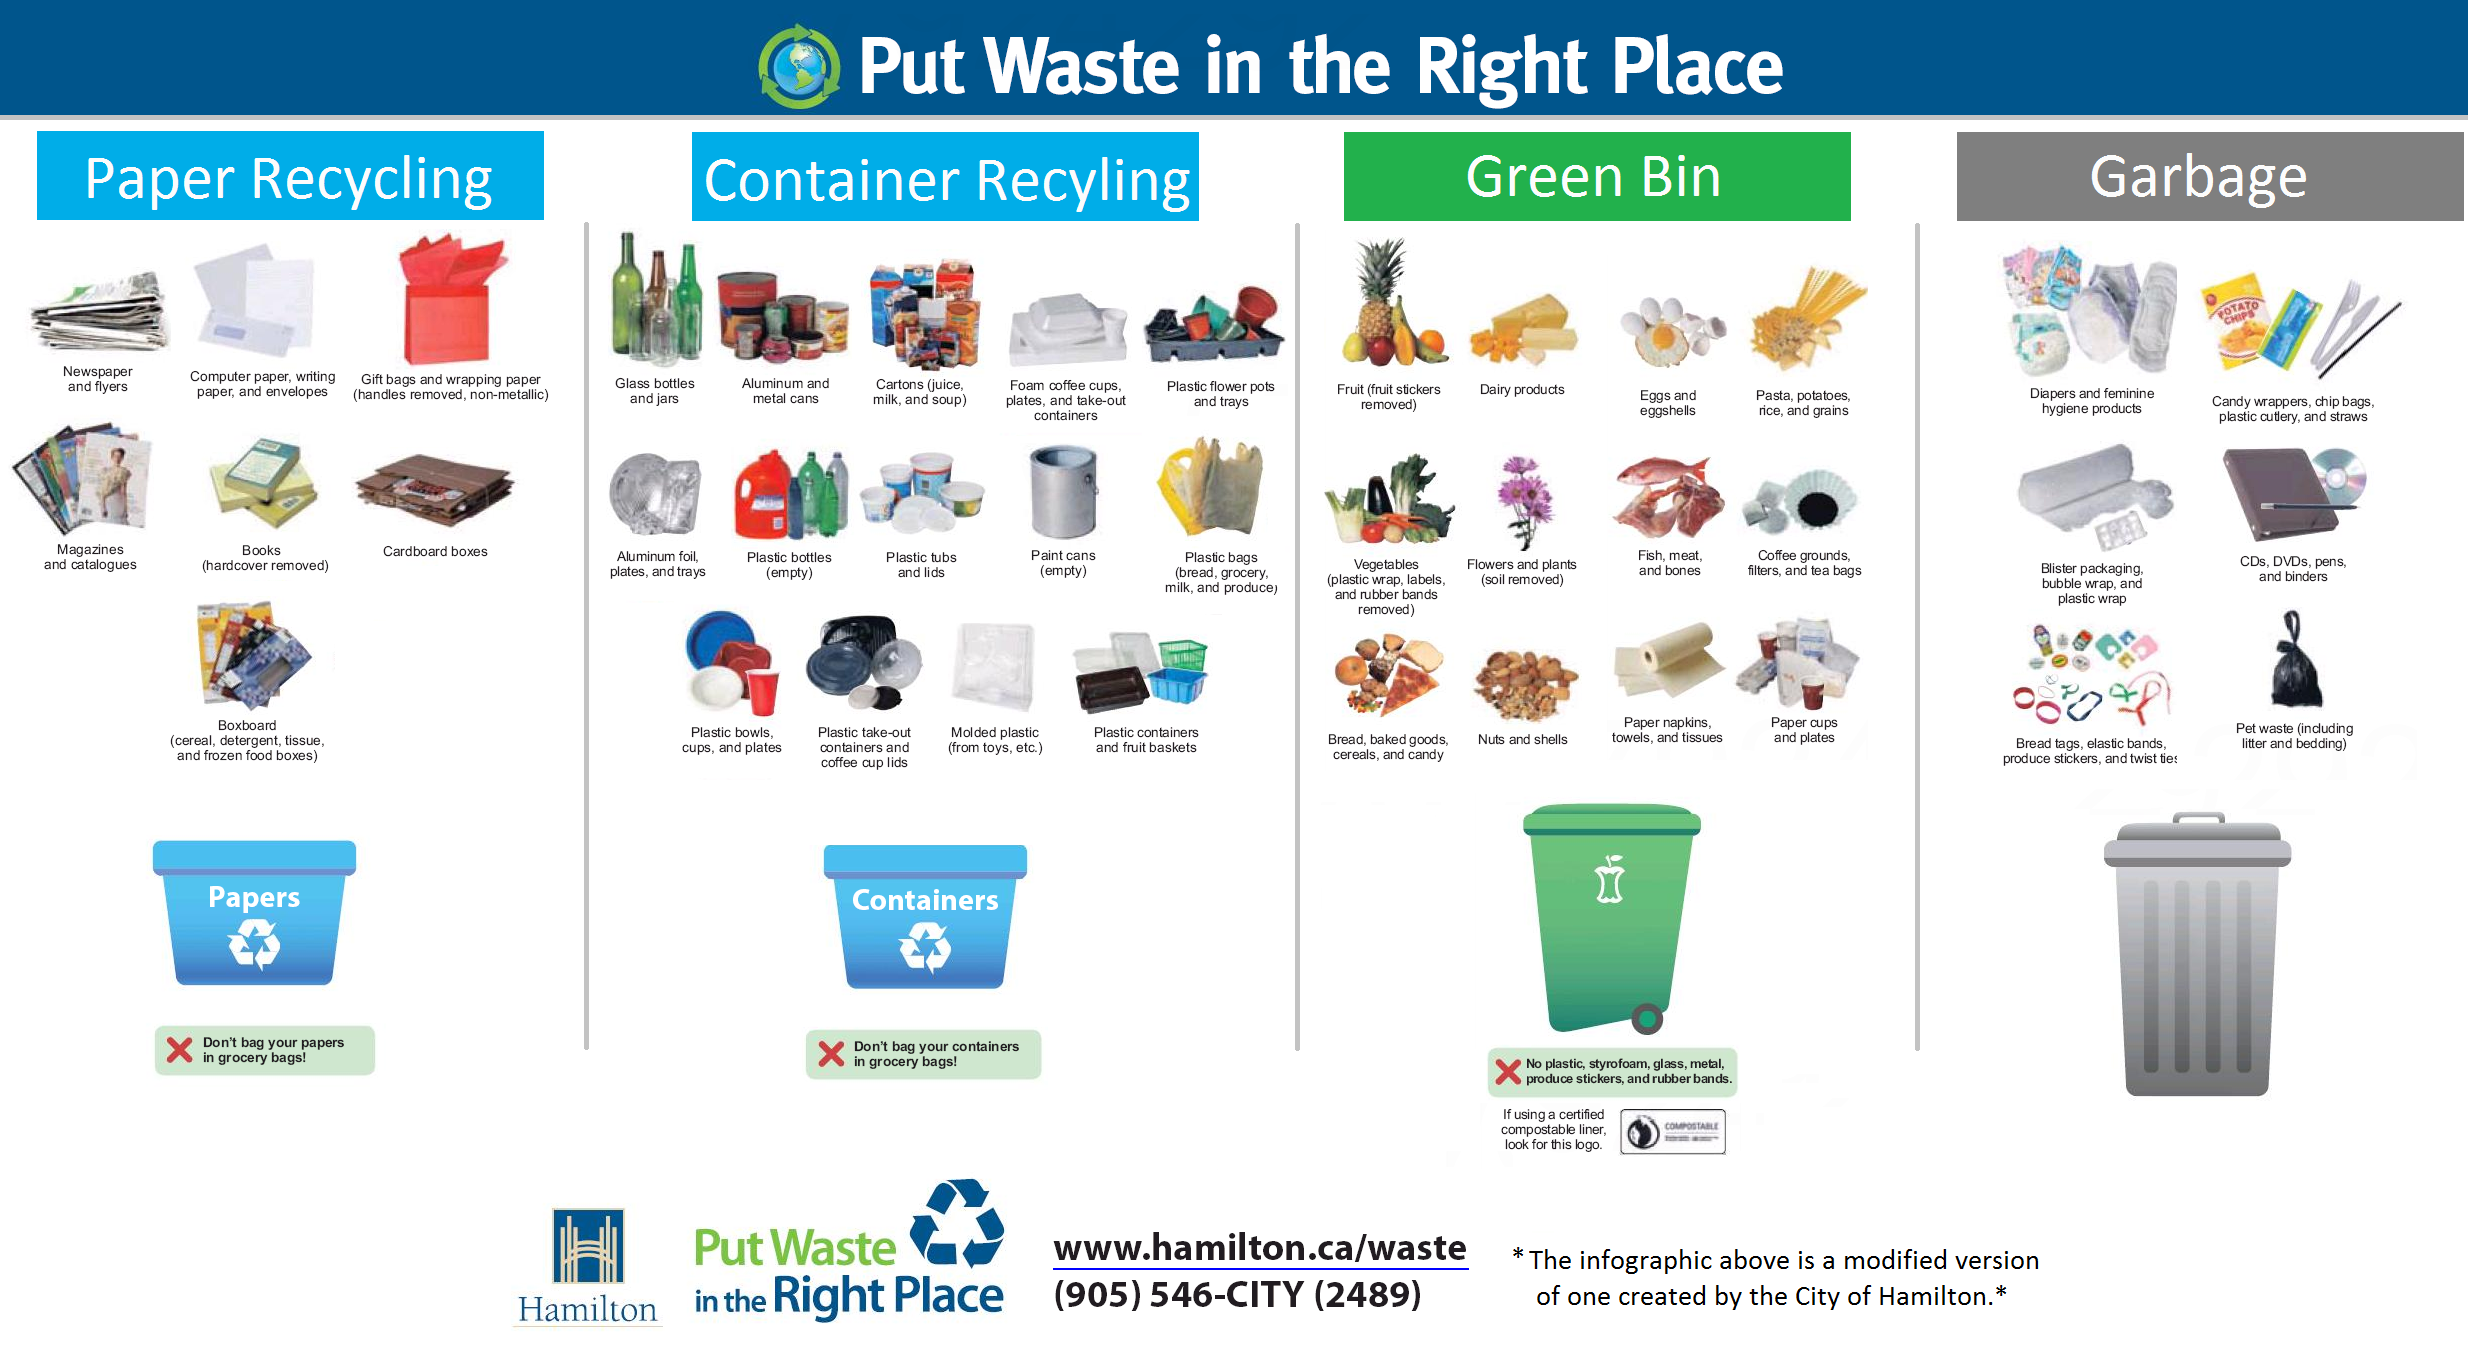 Put Waste in the Right Place
Paper Recycling
Newspaper
and flyers
Computer paper, writing
paper, and envelopes
Gift bags and wrapping paper
(handles removed, non-metallic)
Magazines
and catalogues
Books
(hardcover removed)
Cardboard boxes
Boxboard
(cereal, detergent, tissue,
and frozen food boxes)
Papers
Don't bag your papers
in grocery bags!
Container Recyling
Glass bottles
and jars
Aluminum and
metal cans
Cartons (juice,
milk, and soup)
Foam coffee cups,
plates, and take-out
containers
Plastic flower pots
and trays
Aluminum foil,
plates, and trays
Plastic bottles
(empty)
Plastic tubs
and lids
Paint cans
(empty)
Plastic bags
(bread, grocery,
milk, and produce)
Plastic bowls,
cups, and plates
Plastic take-out
containers and
coffee cup lids
Molded plastic
(from toys, etc.)
Plastic containers
and fruit baskets
Containers
Don't bag your containers
in grocery bags!
Green Bin
Fruit (fruit stickers
removed)
Dairy products
Eggs and
eggshells
Pasta, potatoes,
rice, and grains
Vegetables
(plastic wrap, labels,
and rubber bands
removed)
Flowers and plants
(soil removed)
Fish, meat,
and bones
Coffee grounds,
filters, and tea bags
Bread, baked goods,
cereals, and candy
Nuts and shells
Paper napkins,
towels, and tissues
Paper cups
and plates
No plastic, styrofoam, glass, metal,
produce stickers, and rubber bands.
If using a certified
compostable liner,
look for this logo.
COMPOSTABLE
Garbage
POTATO
CHIPS
Diapers and feminine
hygiene products
Candy wrappers, chip bags,
plastic cutlery, and straws
Blister packaging,
bubble wrap, and
plastic wrap
CDs, DVDs, pens,
and binders
Bread tags, elastic bands,
produce stickers, and twist ties
Pet waste (including
litter and bedding)
Hamilton
Put Waste
in the Right Place
www.hamilton.ca/waste
(905) 546-CITY (2489)
*The infographic above is a modified version
of one created by the City of Hamilton.*